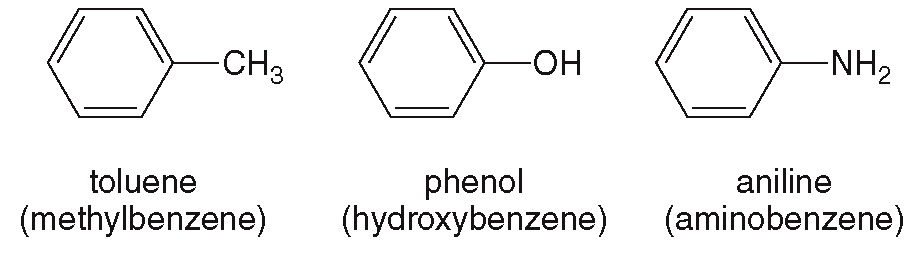 CH3 OH NH2
toluene phenol aniline
(methylbenzene) (hydroxybenzene) (aminobenzene)